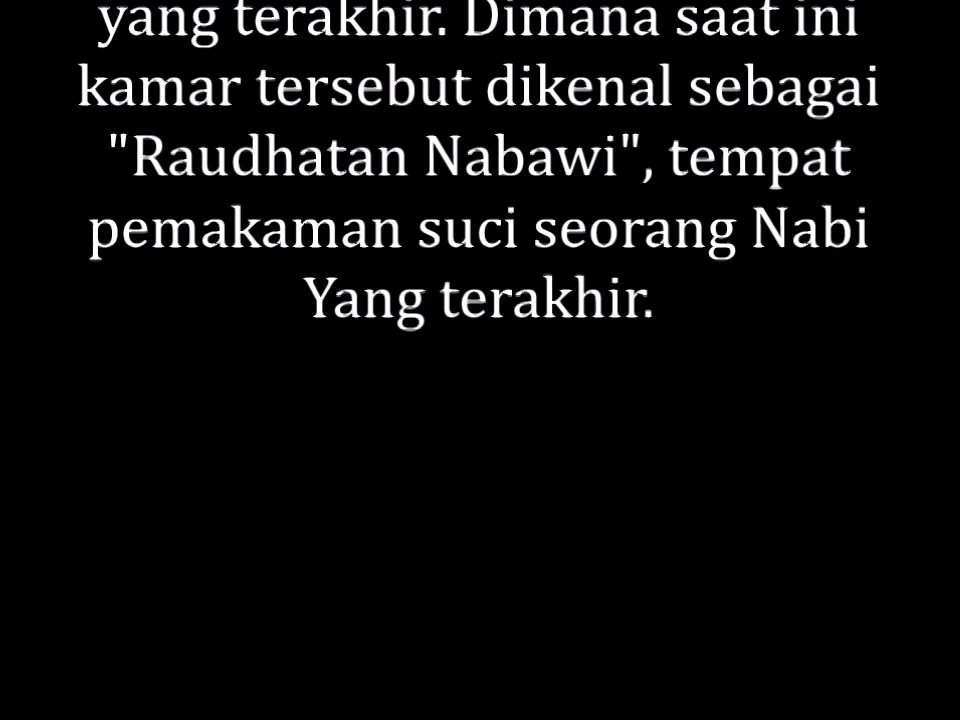 yang terakhir. Dimana saat ini
kamar tersebut dikenal sebagai
"Raudhatan Nabawi", tempat
pemakaman suci seorang Nabi
Yang terakhir.